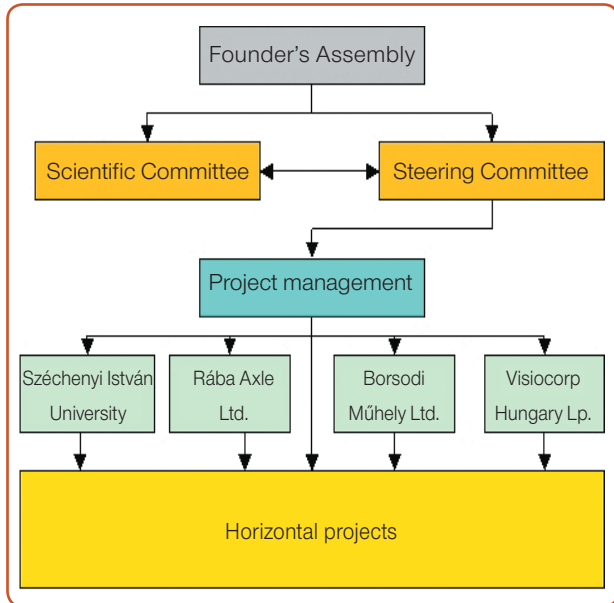 Founder's Assembly
Scientific Committee
Steering Committee
Project management
Széchenyi István
University
Rába Axle
Ltd.
Borsodi
Műhely Ltd.
Visiocorp
Hungary Lp.
Horizontal projects